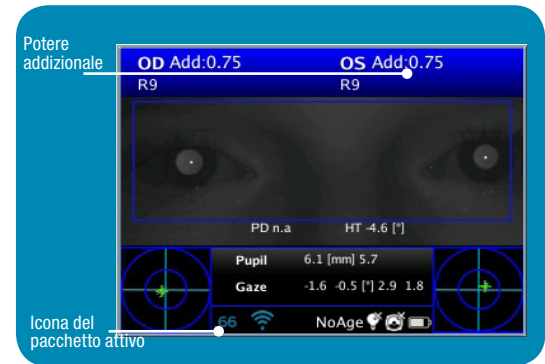 Potere
addizionale
OD Add:0.75 OS Add:0.75
R9 R9
PD n.a HT -4.6 [°]
Pupil 6.1 [mm] 5.7
Gaze -1.6 -0.5 [°] 2.9 1.8
66 NoAge
Icona del
pacchetto attivo